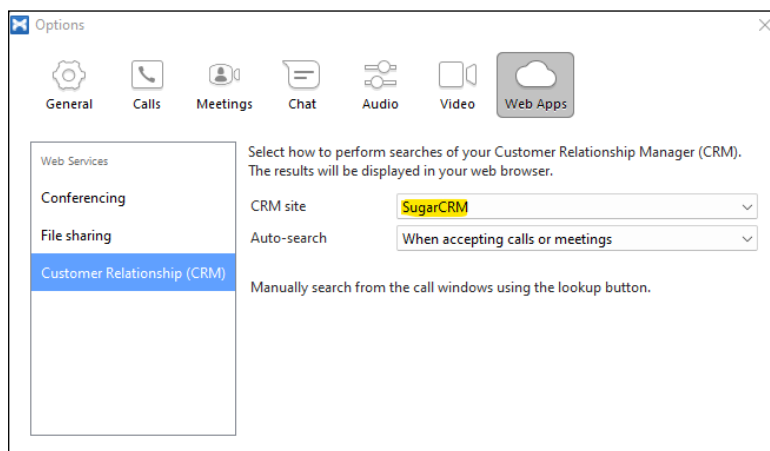 Options
General Calls Meetings Chat Audio Video Web Apps
Web Services
Conferencing
File sharing
Customer Relationship (CRM)
Select how to perform searches of your Customer Relationship Manager (CRM).
The results will be displayed in your web browser.
CRM site SugarCRM
Auto-search When accepting calls or meetings
Manually search from the call windows using the lookup button.